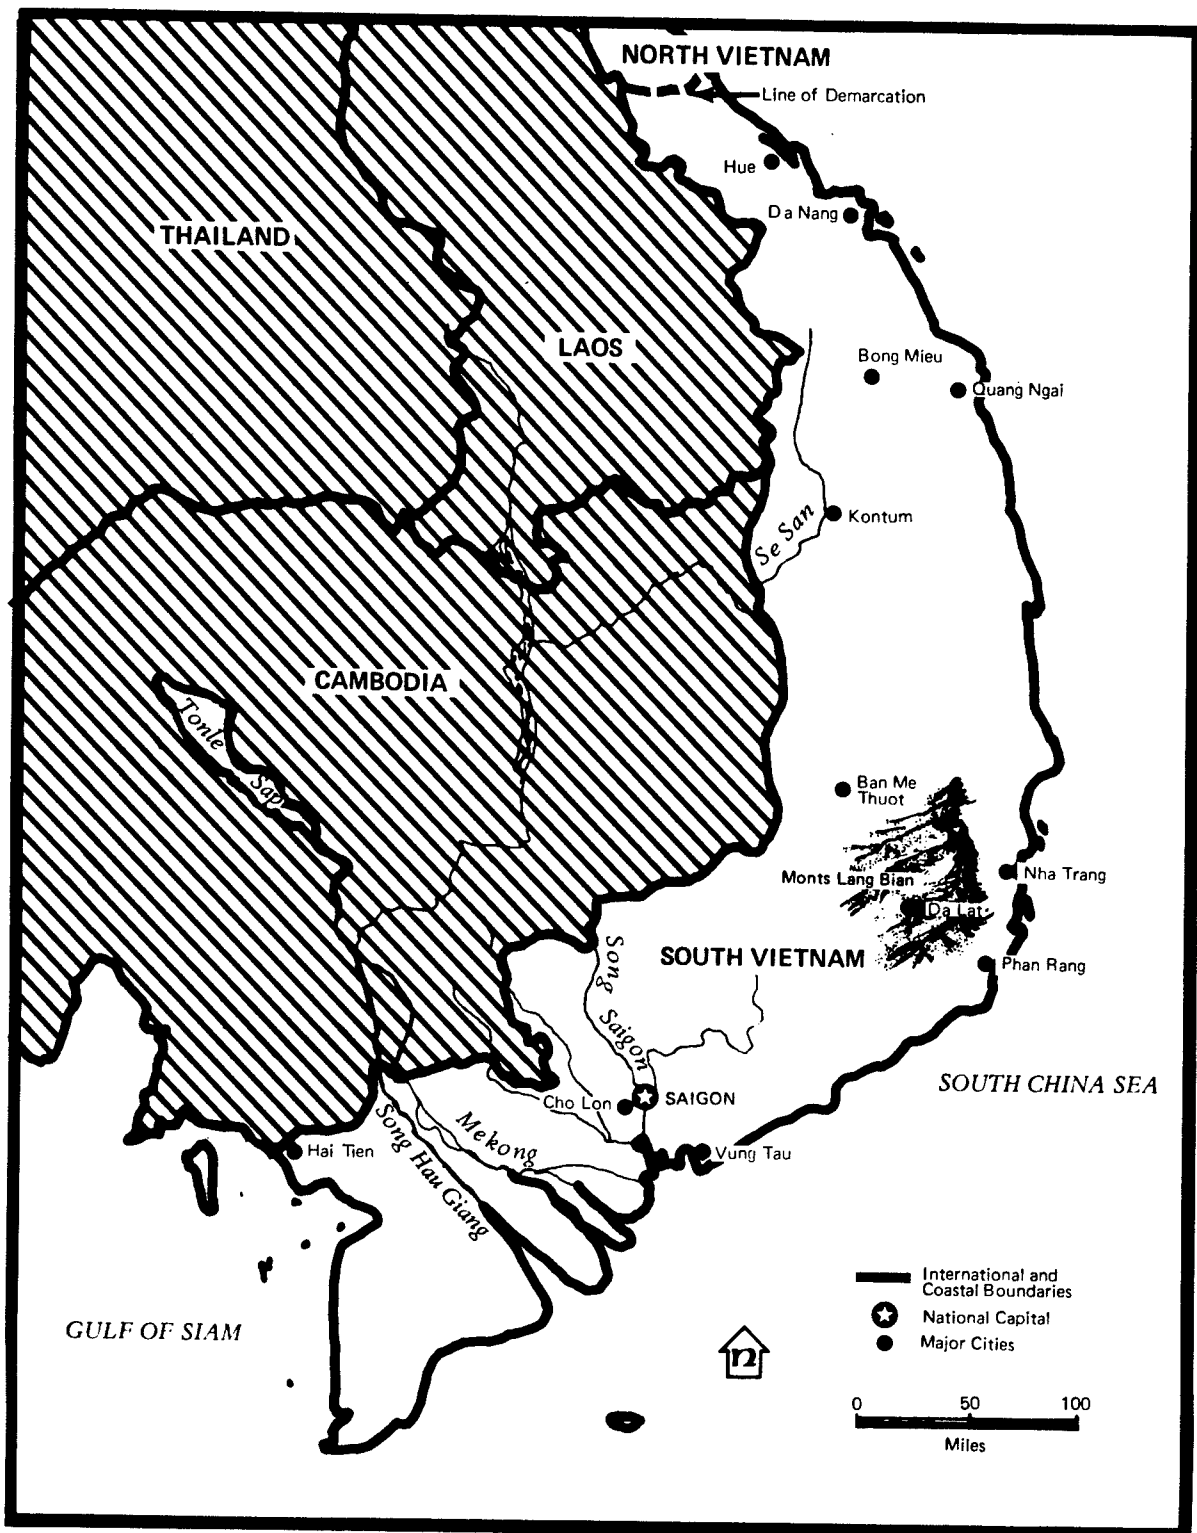 NORTH VIETNAM
Line of Demarcation
Hue
Da Nang
THAILAND
LAOS
Bong Mieu
Quang Ngai
Se San
Kontum
CAMBODIA
Tonle
Sap
Ban Me
Thuot
Monts Lang Bian
Nha Trang
Da Lat
SOUTH VIETNAM
Phan Rang
Song
Saigon
SOUTH CHINA SEA
Cho Lon
SAIGON
Mekong
Song Hau Giang
Hai Tien
Vung Tau
International and
Coastal Boundaries
National Capital
Major Cities
GULF OF SIAM
n
0 50 100
Miles